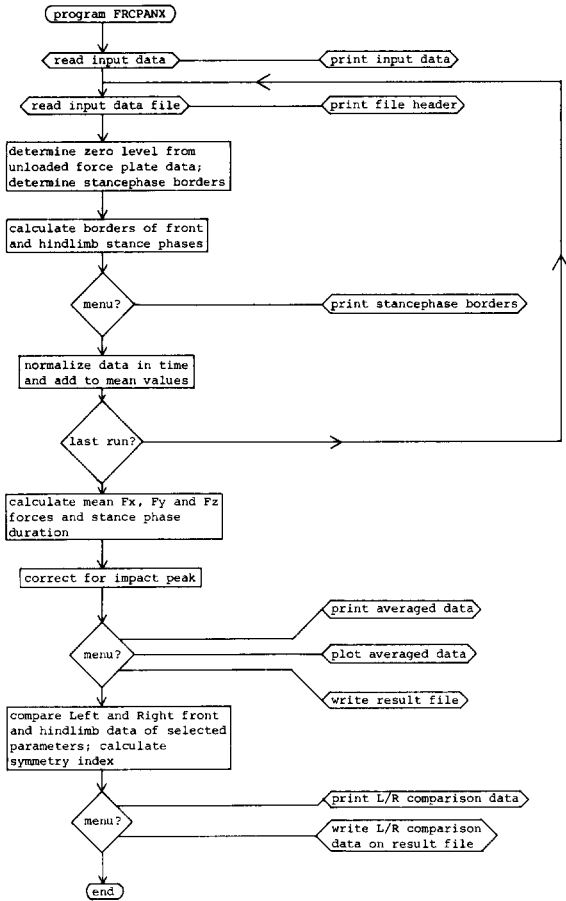 program FRCPANX
read input data
print input data
read input data file
print file header
determine zero level from
unloaded force plate data;
determine stancephase borders
calculate borders of front
and hindlimb stance phases
menu?
print stancephase borders
normalize data in time
and add to mean values
last run?
calculate mean Fx, Fy and Fz
forces and stance phase
duration
correct for impact peak
print averaged data
menu?
plot averaged data
write result file
compare Left and Right front
and hindlimb data of selected
parameters; calculate
symmetry index
print L/R comparison data
menu?
write L/R comparison
data on result file
end